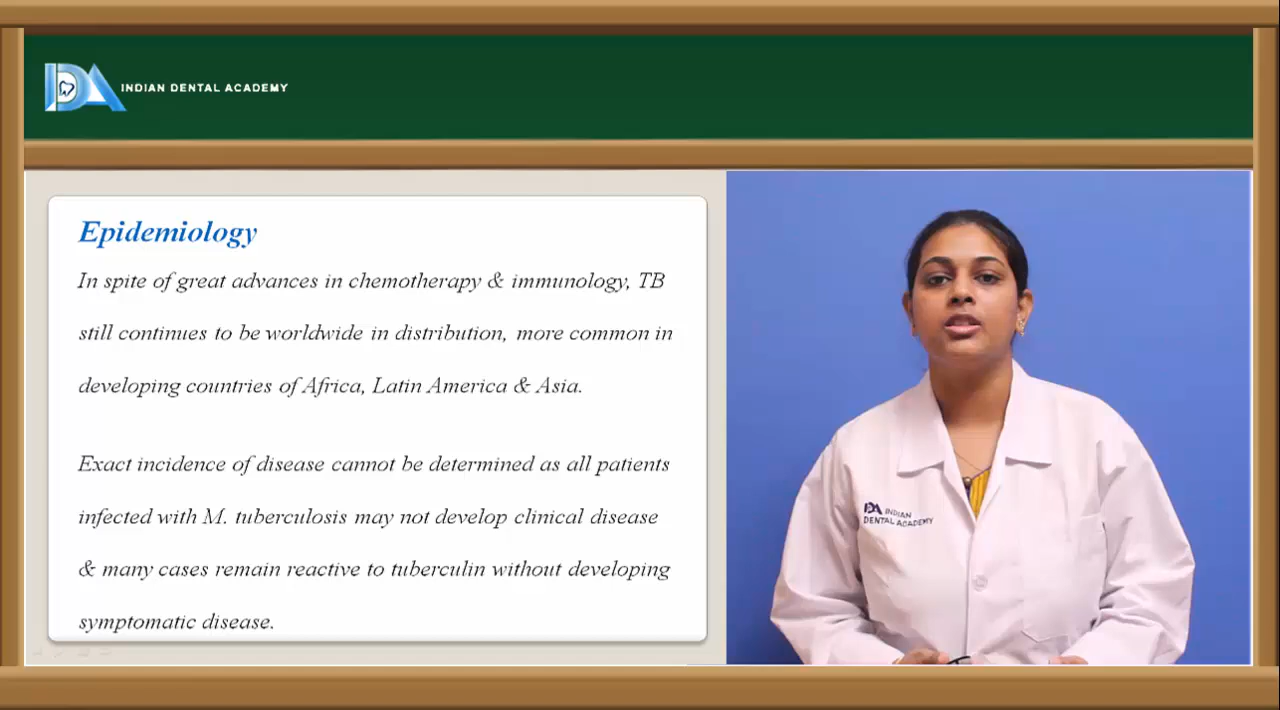 INDIAN DENTAL ACADEMY
Epidemiology
In spite of great advances in chemotherapy & immunology, TB
still continues to be worldwide in distribution, more common in
developing countries of Africa, Latin America & Asia.
Exact incidence of disease cannot be determined as all patients
infected with M. tuberculosis may not develop clinical disease
& many cases remain reactive to tuberculin without developing
symptomatic disease.
IDA INDIAN
DENTAL ACADEMY